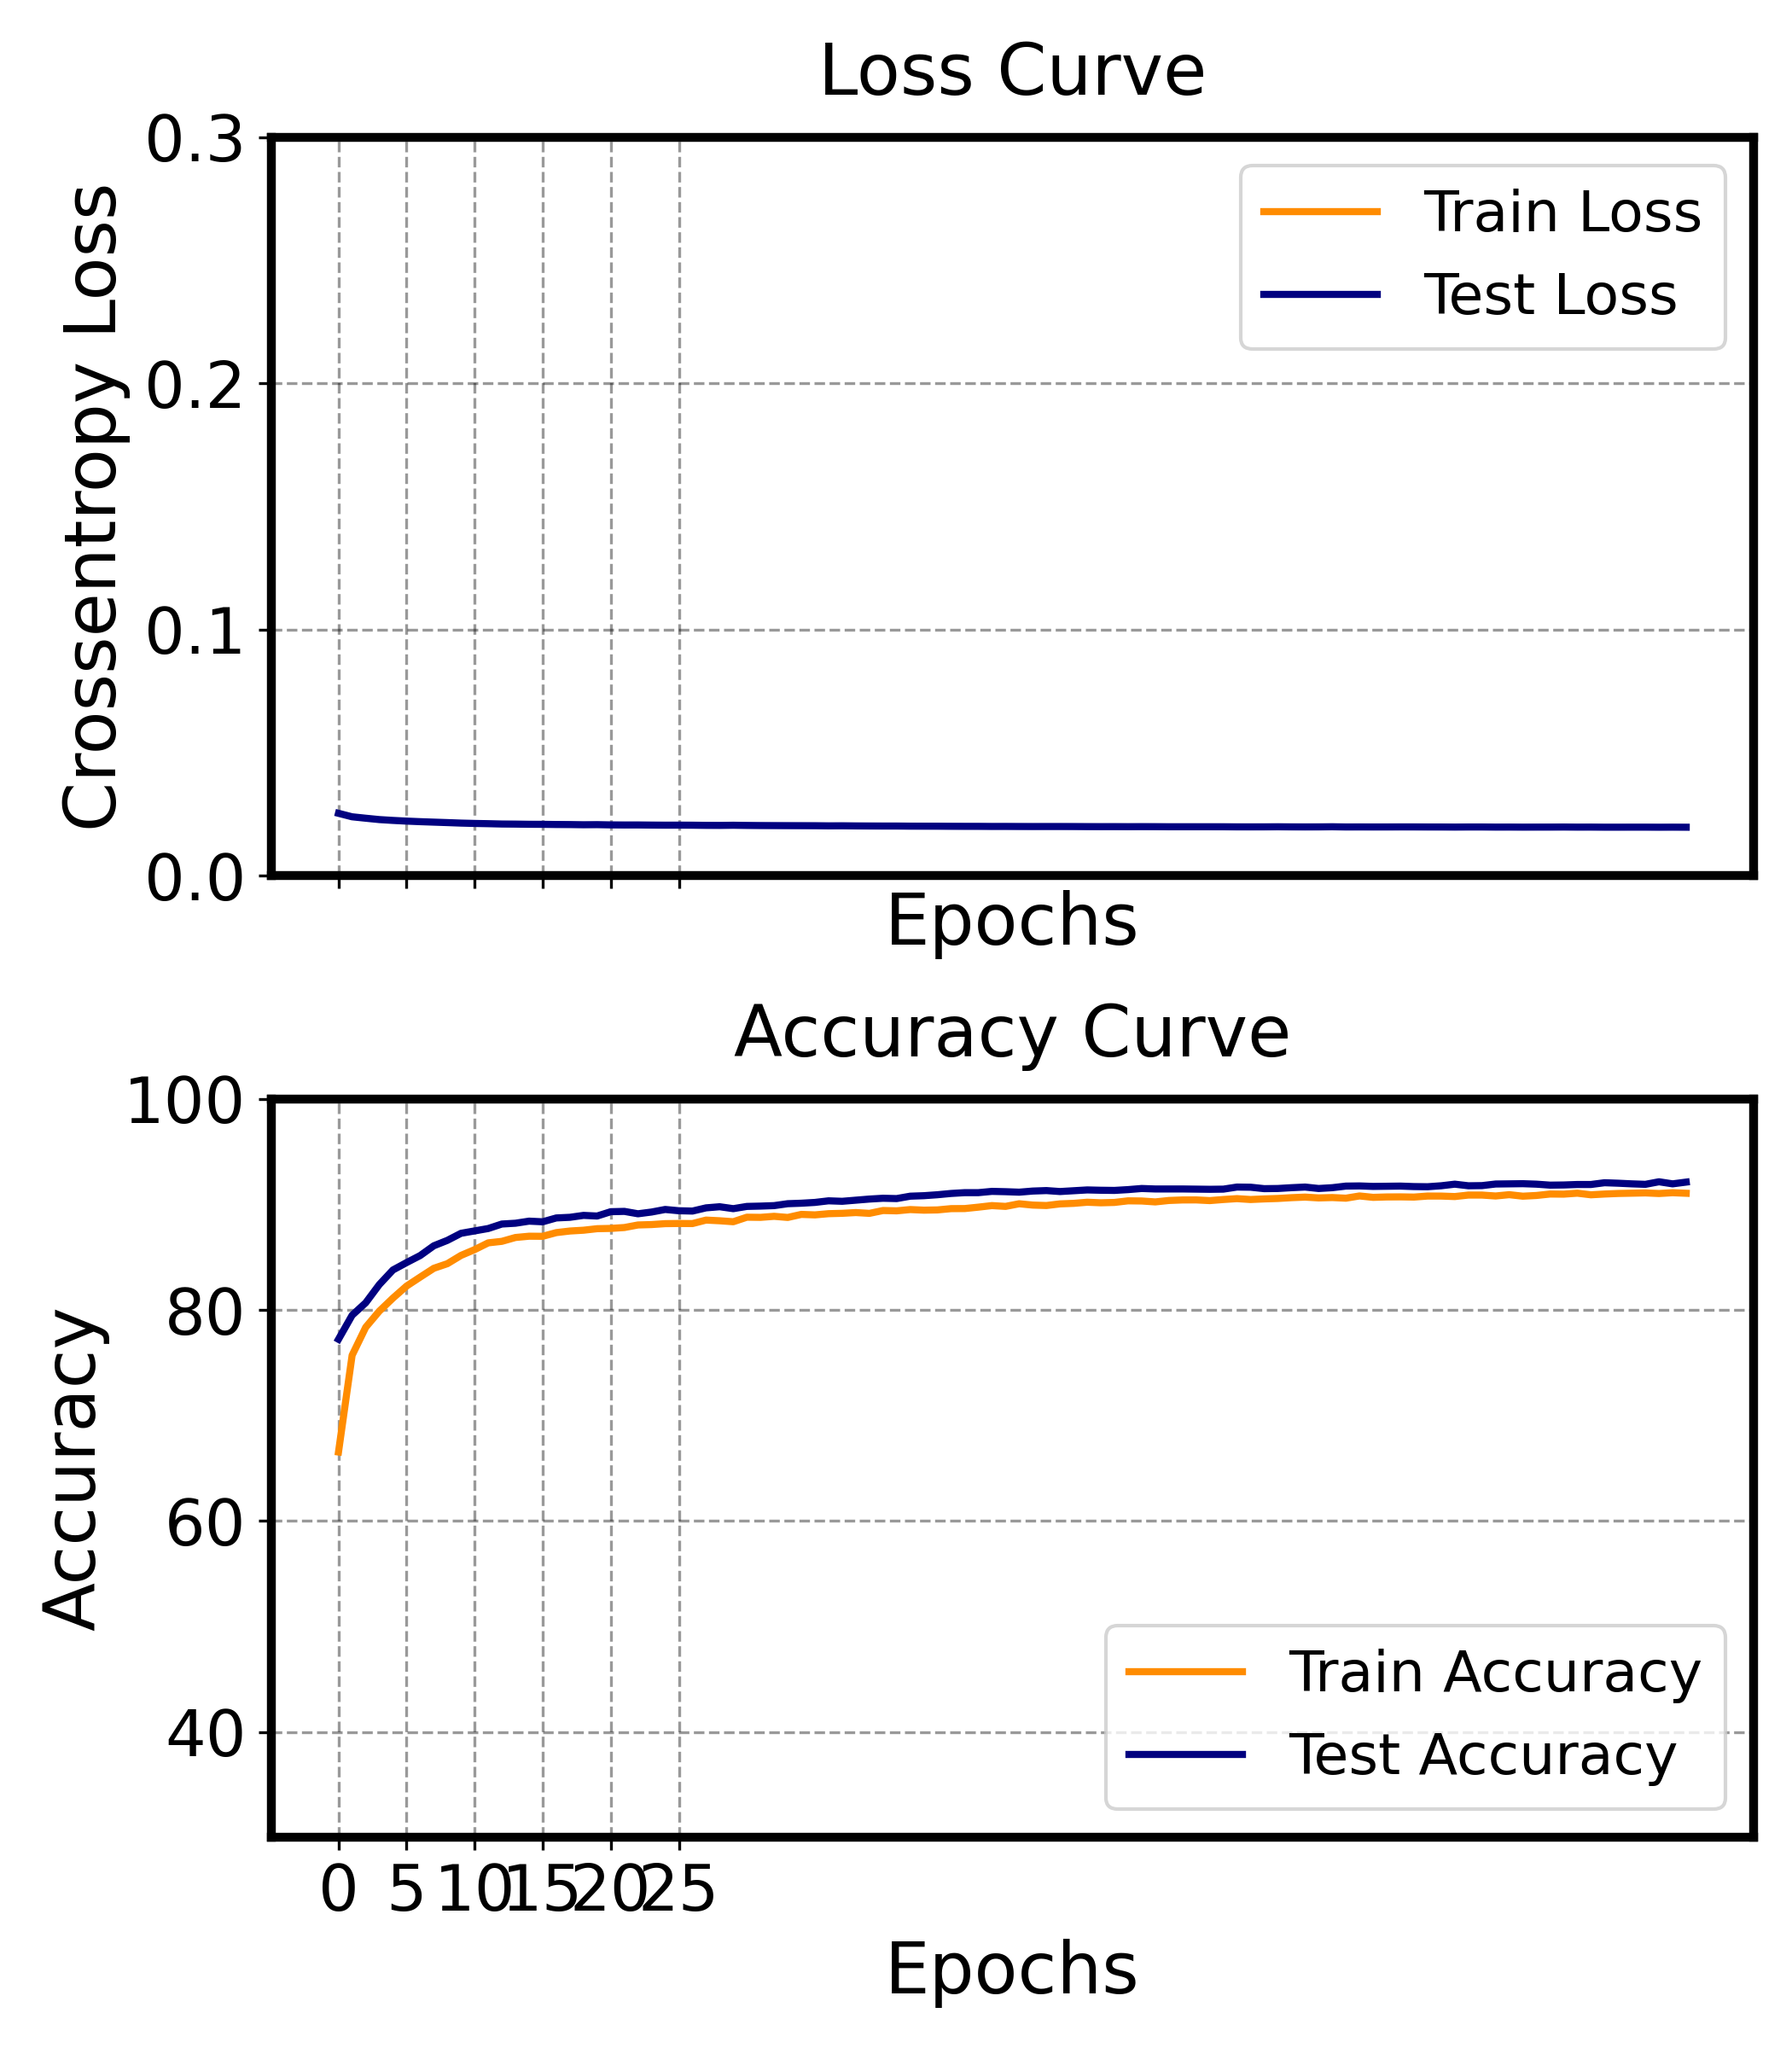 Loss Curve
0.3
0.2
0.1
0.0
Crossentropy Loss
Train Loss
Test Loss
Epochs
Accuracy Curve
100
80
60
40
Accuracy
Train Accuracy
Test Accuracy
0 5 10 15 20 25
Epochs